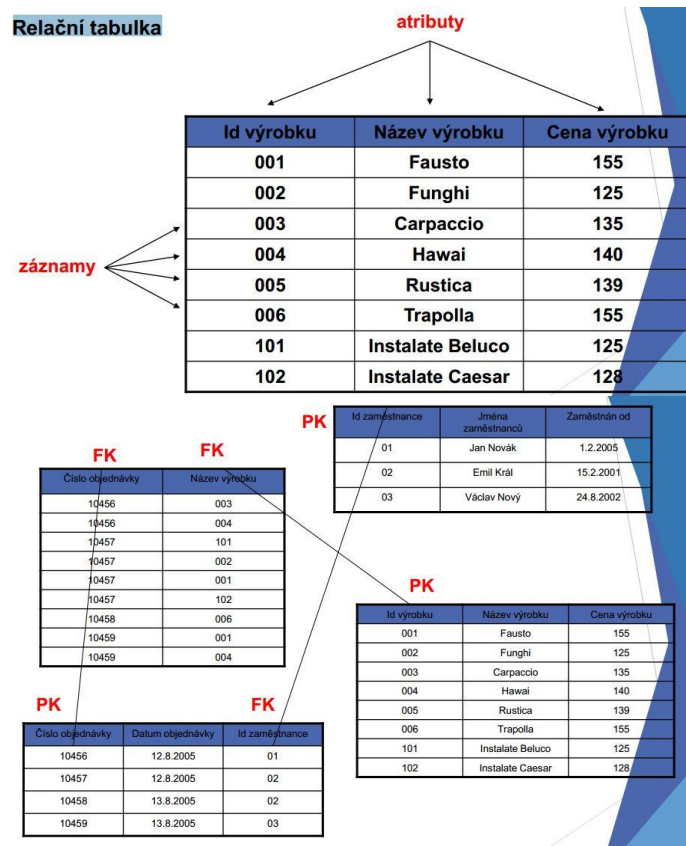 Relační tabulka
atributy
Id výrobku Název výrobku Cena výrobku
001 Fausto 155
002 Funghi 125
003 Carpaccio 135
záznamy
004 Hawai 140
005 Rustica 139
006 Trapolla 155
101 Instalate Beluco 125
102 Instalate Caesar 128
PK
Id zaměstnance Jména zaměstnanců Zaměstnán od
01 Jan Novák 1.2.2005
02 Emil Král 15.2.2001
03 Václav Nový 24.8.2002
FK FK
Číslo objednávky Název výrobku
10456 003
10456 004
10457 101
10457 002
10457 001
10457 102
10458 006
10459 001
10459 004
PK
Id výrobku Název výrobku Cena výrobku
001 Fausto 155
002 Funghi 125
003 Carpaccio 135
004 Hawai 140
005 Rustica 139
006 Trapolla 155
101 Instalate Beluco 125
102 Instalate Caesar 128
PK FK
Číslo objednávky Datum objednávky Id zaměstnance
10456 12.8.2005 01
10457 12.8.2005 02
10458 13.8.2005 02
10459 13.8.2005 03